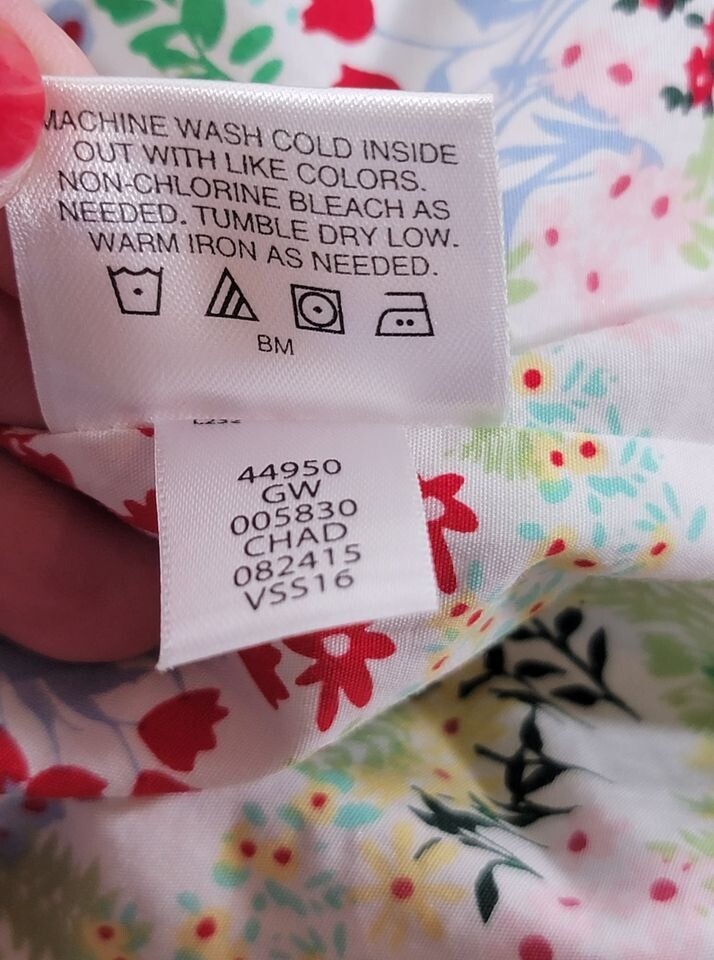 MACHINE WASH COLD INSIDE
OUT WITH LIKE COLORS.
NON-CHLORINE BLEACH AS
NEEDED. TUMBLE DRY LOW.
WARM IRON AS NEEDED.
BM
44950
GW
005830
CHAD
082415
VSS16